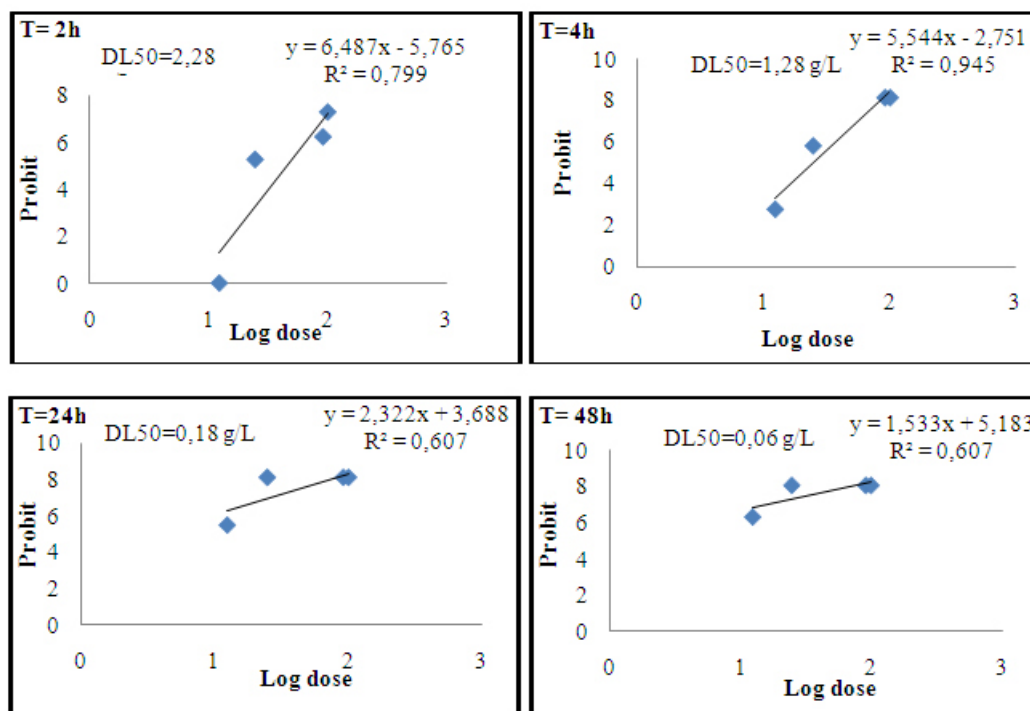 T= 2h
DL50=2,28
y = 6,487x - 5,765
R² = 0,799
8
6
4
2
0
Probit
0 1 2 3
Log dose
T=4h
y = 5,544x - 2,751
DL50=1,28 g/L
R² = 0,945
10
8
6
4
2
0
Probit
0 1 2 3
Log dose
T=24h
y = 2,322x + 3,688
DL50=0,18 g/L
R² = 0,607
10
8
6
4
2
0
Probit
0 1 2 3
Log dose
T= 48h
y = 1,533x + 5,183
DL50=0,06 g/L
R² = 0,607
10
8
6
4
2
0
Probit
0 1 2 3
Log dose